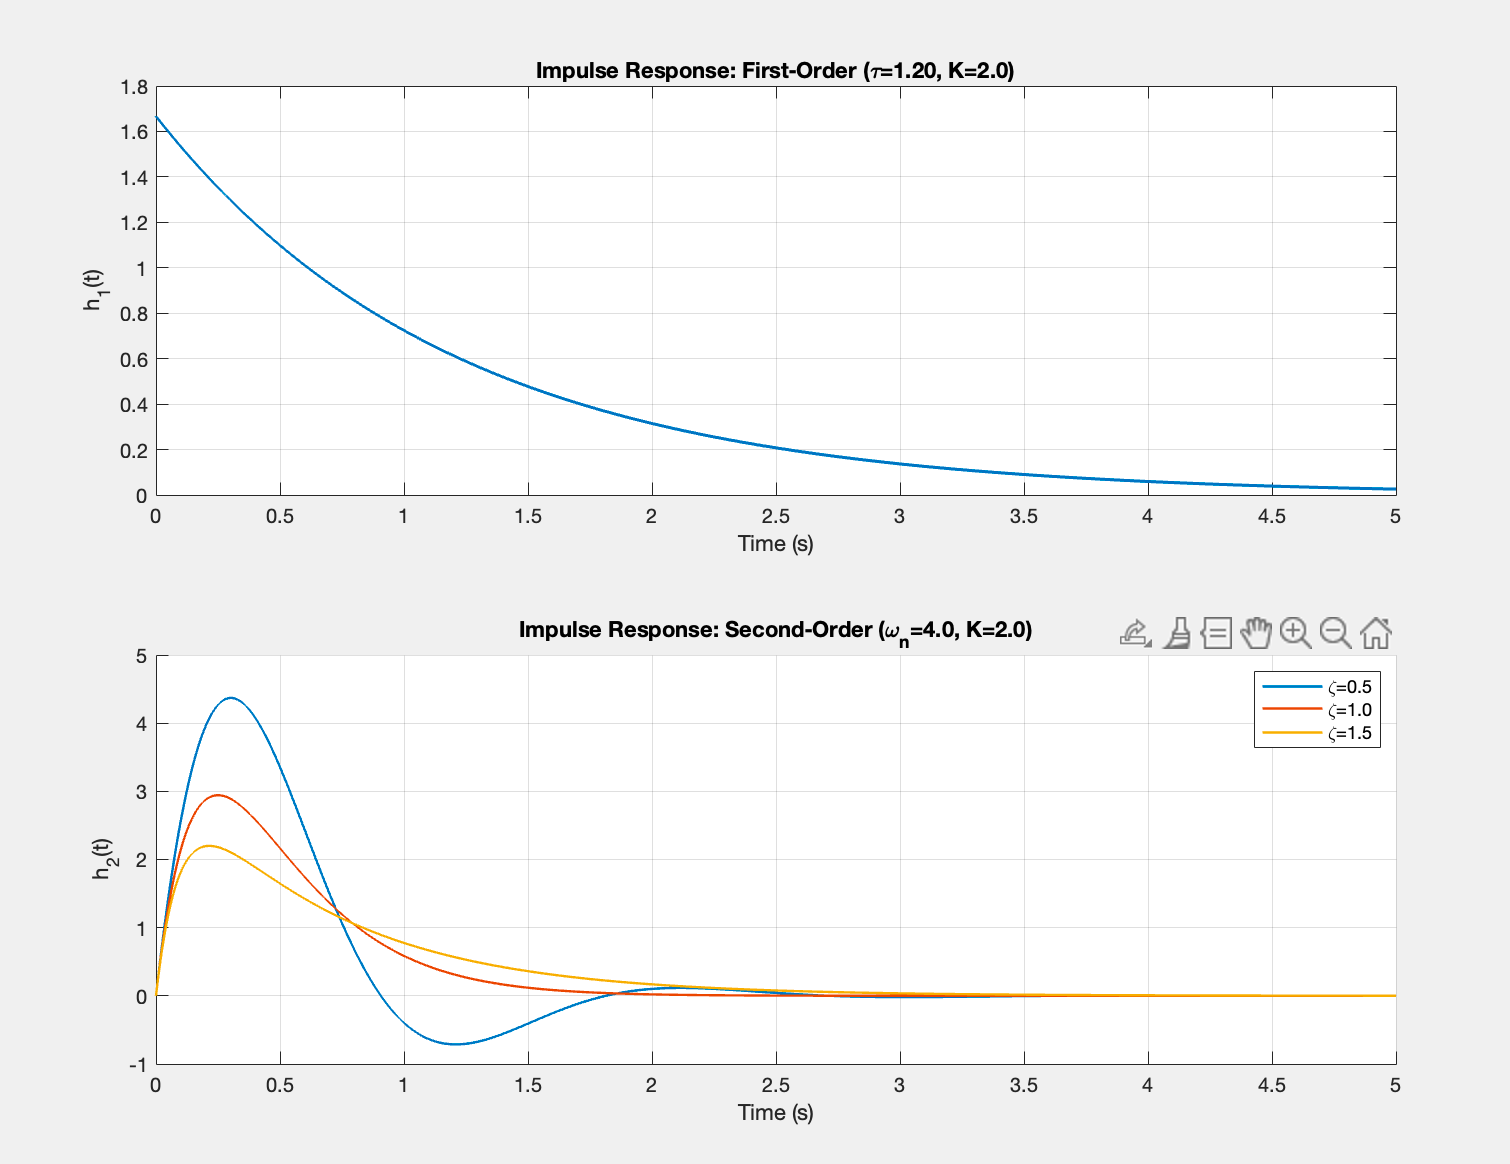 Impulse Response: First-Order (τ=1.20, K=2.0)
1.8
1.6
1.4
1.2
1
0.8
0.6
0.4
0.2
0
h₁(t)
0 0.5 1 1.5 2 2.5 3 3.5 4 4.5 5
Time (s)
Impulse Response: Second-Order (ωₙ=4.0, K=2.0)
ζ=0.5
ζ=1.0
ζ=1.5
5
4
3
2
1
0
-1
h₂(t)
0 0.5 1 1.5 2 2.5 3 3.5 4 4.5 5
Time (s)